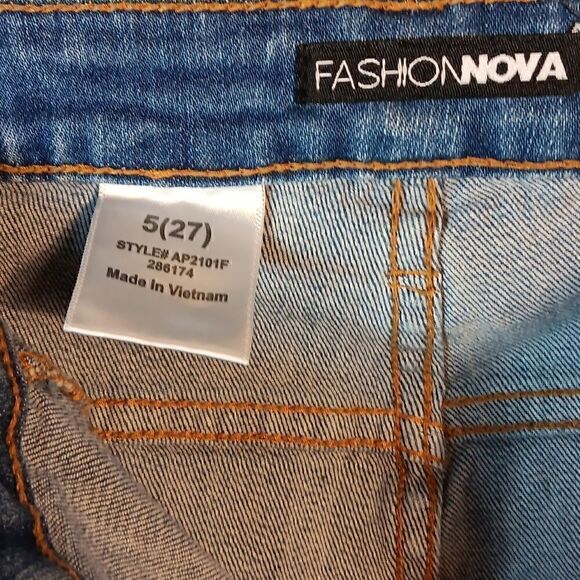 FASHIONNOVA
5(27)
STYLE# AP2101F
286174
Made In Vietnam